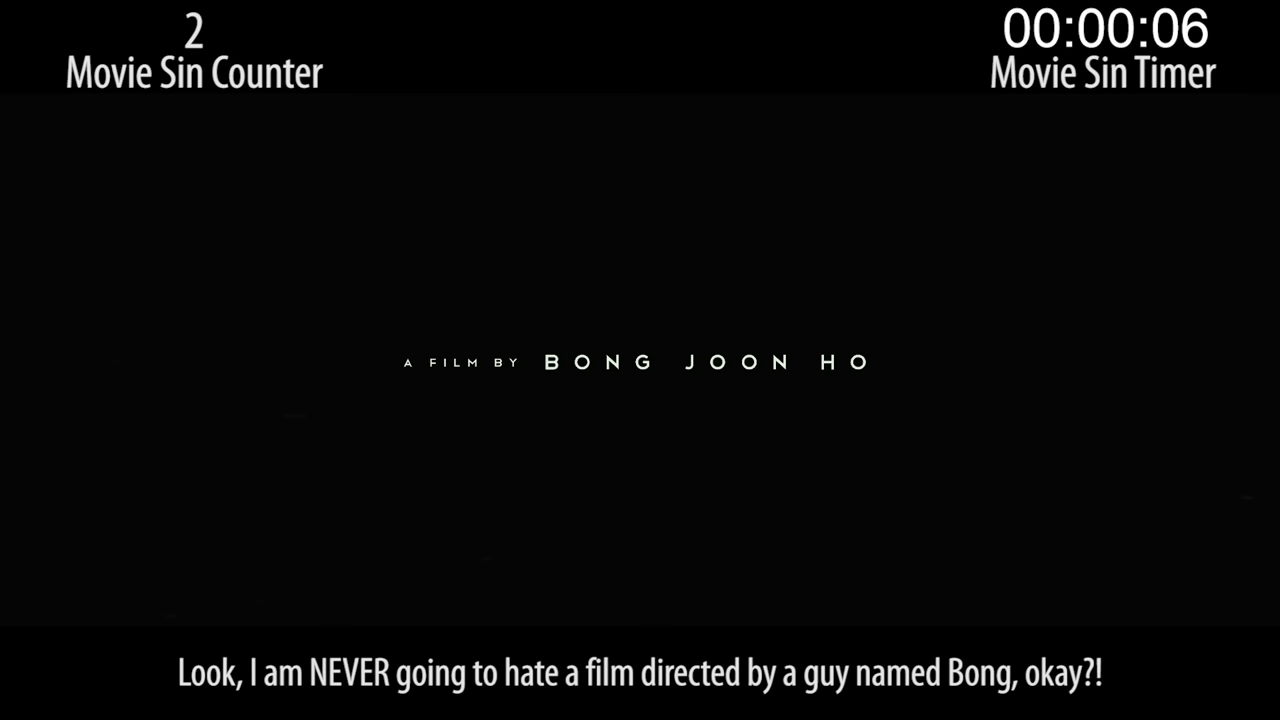 2
Movie Sin Counter
00:00:06
Movie Sin Timer
A FILM BY BONG JOON HO
Look, I am NEVER going to hate a film directed by a guy named Bong, okay?!